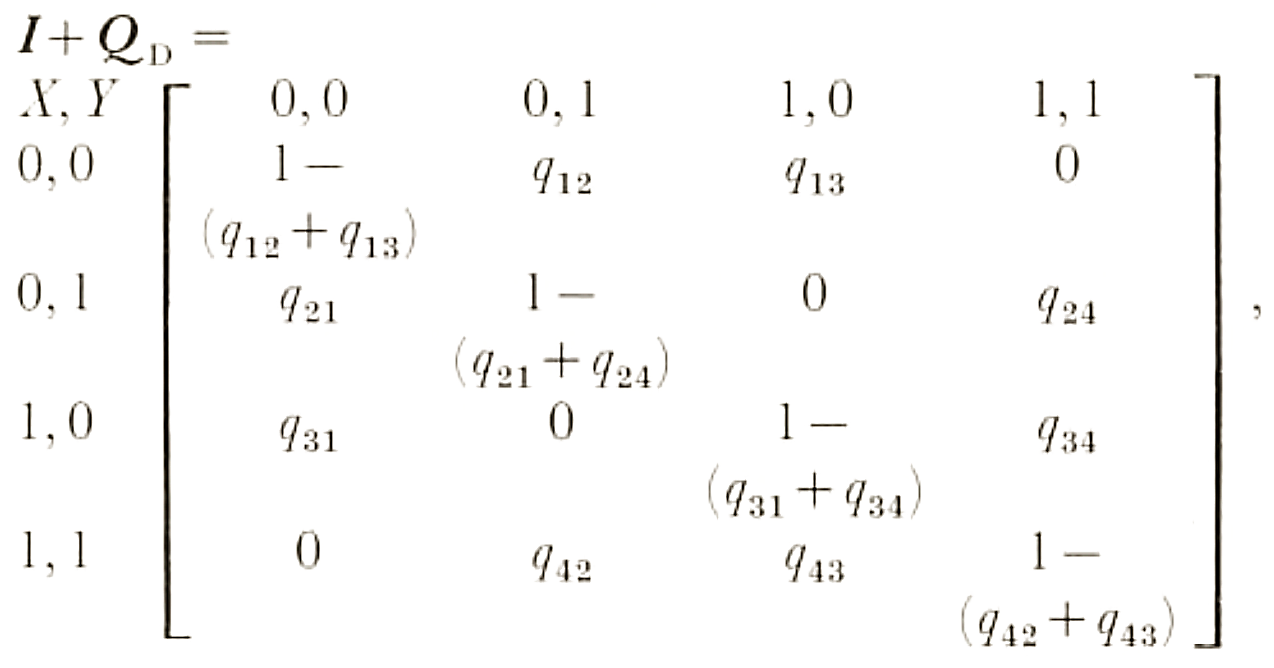 I + Q_D =
X, Y [ 0, 0 0, 1 1, 0 1, 1
0, 0 1 − q_12 q_13 0
(q_12 + q_13)
0, 1 q_21 1 − 0 q_24 ] ,
(q_21 + q_24)
1, 0 q_31 0 1 − q_34
(q_31 + q_34)
1, 1 0 q_42 q_43 1 −
(q_42 + q_43)